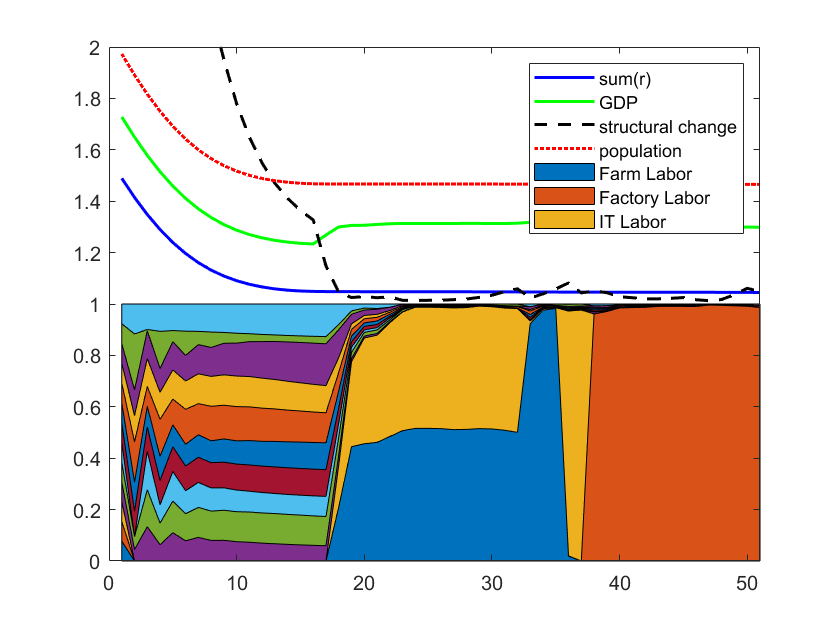 2
1.8
1.6
1.4
1.2
1
0.8
0.6
0.4
0.2
0
sum(r)
GDP
structural change
population
Farm Labor
Factory Labor
IT Labor
0 10 20 30 40 50